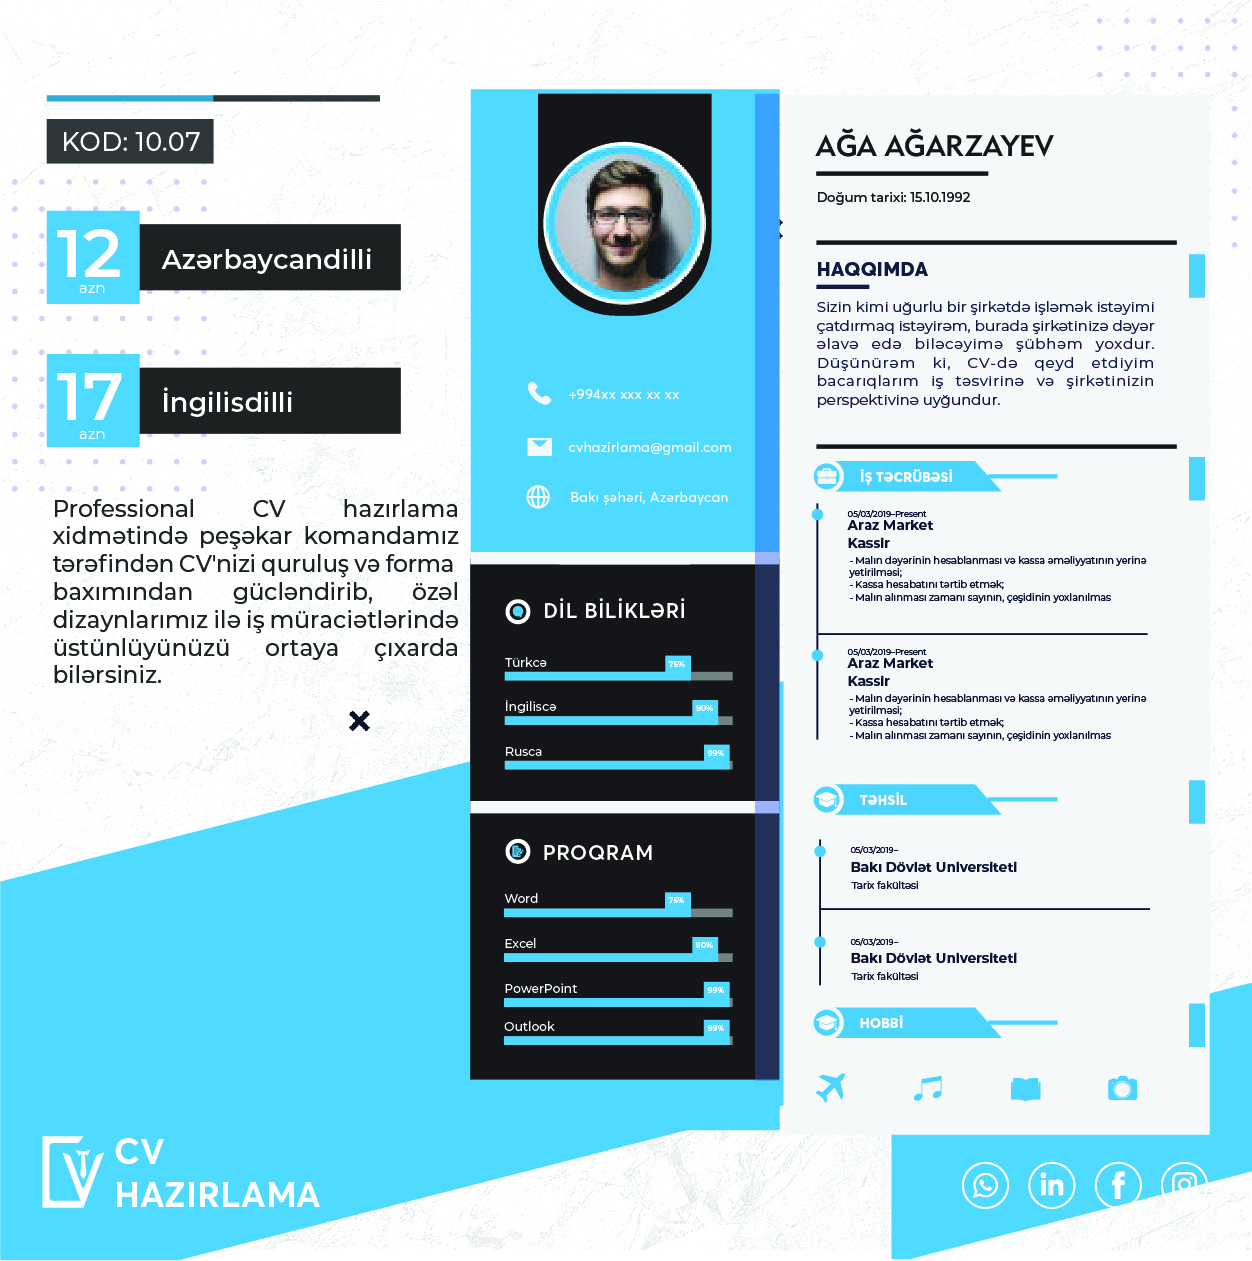 KOD: 10.07
12
azn
Azərbaycandilli
17
azn
İngilisdilli
Professional CV hazırlama
xidmətində peşəkar komandamız
tərəfindən CV'nizi quruluş və forma
baxımından gücləndirib, özəl
dizaynlarımız ilə iş müraciətlərində
üstünlüyünüzü ortaya çıxarda
bilərsiniz.
CV
HAZIRLAMA
+994xx xxx xx xx
cvhazirlama@gmail.com
Bakı şəhəri, Azərbaycan
DİL BİLİKLƏRİ
Türkcə
75%
İngiliscə
90%
Rusca
99%
PROQRAM
Word
75%
Excel
90%
PowerPoint
99%
Outlook
99%
AĞA AĞARZAYEV
Doğum tarixi: 15.10.1992
HAQQIMDA
Sizin kimi uğurlu bir şirkətdə işləmək istəyimi
çatdırmaq istəyirəm, burada şirkətinizə dəyər
əlavə edə biləcəyimə şübhəm yoxdur.
Düşünürəm ki, CV-də qeyd etdiyim
bacarıqlarım iş təsvirinə və şirkətinizin
perspektivinə uyğundur.
İŞ TƏCRÜBƏSİ
05/03/2019–Present
Araz Market
Kassir
- Malın dəyərinin hesablanması və kassa əməliyyatının yerinə
yetirilməsi;
- Kassa hesabatını tərtib etmək;
- Malın alınması zamanı sayının, çeşidinin yoxlanılmas
05/03/2019–Present
Araz Market
Kassir
- Malın dəyərinin hesablanması və kassa əməliyyatının yerinə
yetirilməsi;
- Kassa hesabatını tərtib etmək;
- Malın alınması zamanı sayının, çeşidinin yoxlanılmas
TƏHSİL
05/03/2019–
Bakı Dövlət Universiteti
Tarix fakültəsi
05/03/2019–
Bakı Dövlət Universiteti
Tarix fakültəsi
HOBBİ